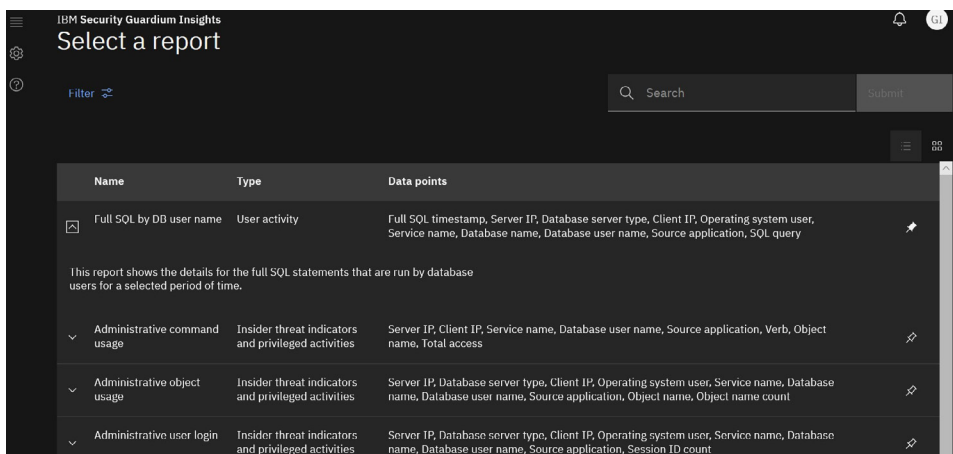 IBM Security Guardium Insights
GI
Select a report
Filter
Search
Submit
Name Type Data points
Full SQL by DB user name User activity Full SQL timestamp, Server IP, Database server type, Client IP, Operating system user,
Service name, Database name, Database user name, Source application, SQL query
This report shows the details for the full SQL statements that are run by database
users for a selected period of time.
Administrative command Insider threat indicators Server IP, Client IP, Service name, Database user name, Source application, Verb, Object
usage and privileged activities name, Total access
Administrative object Insider threat indicators Server IP, Database server type, Client IP, Operating system user, Service name, Database
usage and privileged activities name, Database user name, Source application, Object name, Object name count
Administrative user login Insider threat indicators Server IP, Database server type, Client IP, Operating system user, Service name, Database
and privileged activities name, Database user name, Source application, Session ID count